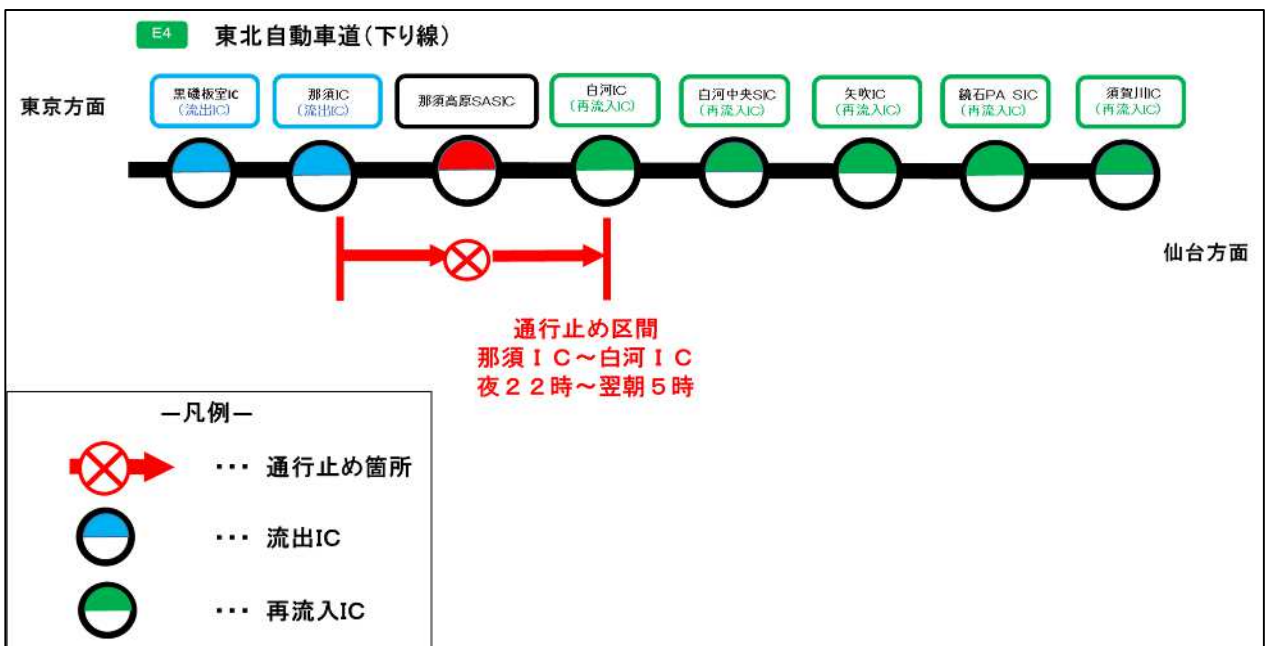 E4 東北自動車道(下り線)
東京方面
黒磯板室IC
(流出IC)
那須IC
(流出IC)
那須高原SASIC
白河IC
(再流入IC)
白河中央SIC
(再流入IC)
矢吹IC
(再流入IC)
鏡石PA SIC
(再流入IC)
須賀川IC
(再流入IC)
仙台方面
通行止め区間
那須IC～白河IC
夜22時～翌朝5時
―凡例―
・・・ 通行止め箇所
・・・ 流出IC
・・・ 再流入IC